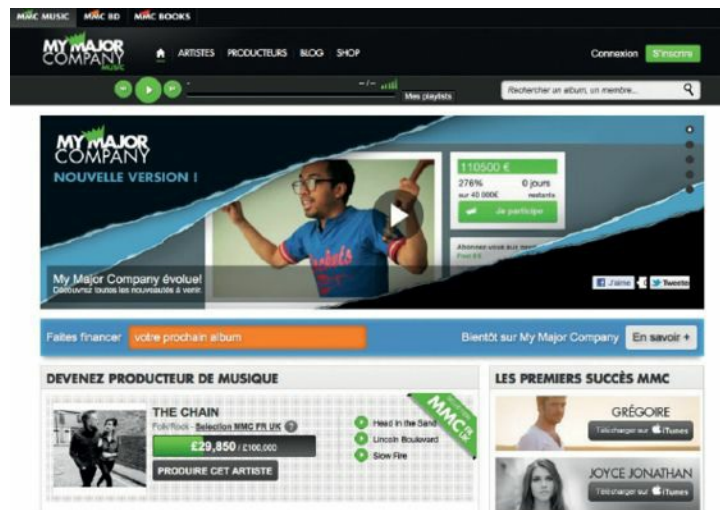 MMC MUSIC MMC BD MMC BOOKS
MY MAJOR COMPANY MUSIC
ARTISTES PRODUCTEURS BLOG SHOP
Connexion S'inscrire
-- / --
Mes playlists
Rechercher un album, un membre...
MY MAJOR COMPANY
NOUVELLE VERSION !
110500 €
276% 0 jours
sur 40 000€ restants
Je participe
My Major Company évolue!
Découvrez toutes les nouveautés à venir.
J'aime Tweeter
Faites financer votre prochain album
Bientôt sur My Major Company En savoir +
DEVENEZ PRODUCTEUR DE MUSIQUE
THE CHAIN
Folk/Rock - Selection MMC FR UK ?
£29,850 / £100,000
PRODUIRE CET ARTISTE
Head in the Sand
Lincoln Boulevard
Slow Fire
MMC FR UK
LES PREMIERS SUCCÈS MMC
GRÉGOIRE
Télécharger sur iTunes
JOYCE JONATHAN
Télécharger sur iTunes